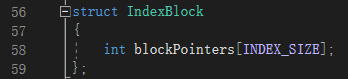 56 struct IndexBlock
57 {
58 int blockPointers[INDEX_SIZE];
59 };